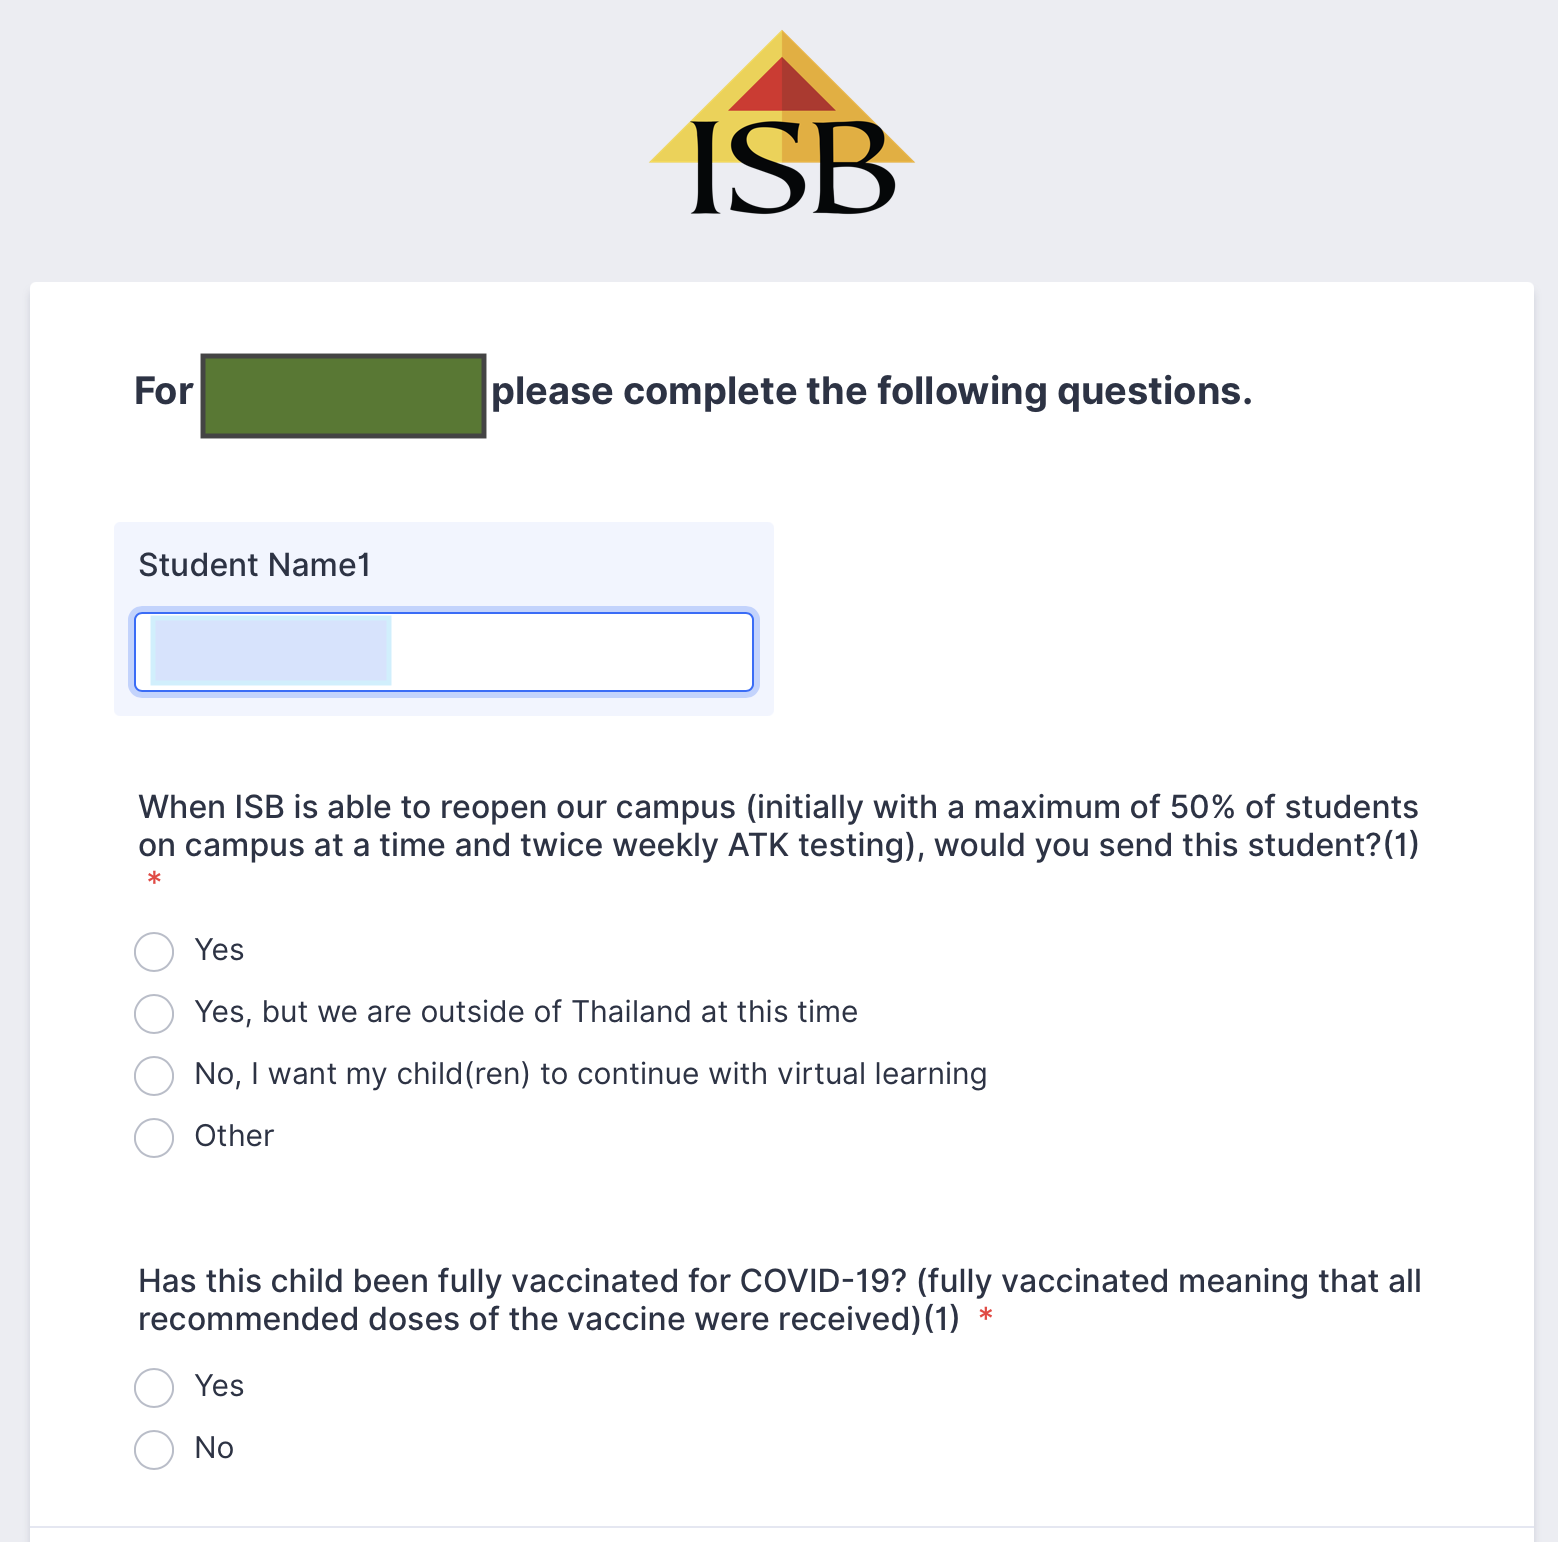 ISB
For please complete the following questions.
Student Name1
When ISB is able to reopen our campus (initially with a maximum of 50% of students
on campus at a time and twice weekly ATK testing), would you send this student?(1)
*
Yes
Yes, but we are outside of Thailand at this time
No, I want my child(ren) to continue with virtual learning
Other
Has this child been fully vaccinated for COVID-19? (fully vaccinated meaning that all
recommended doses of the vaccine were received)(1) *
Yes
No